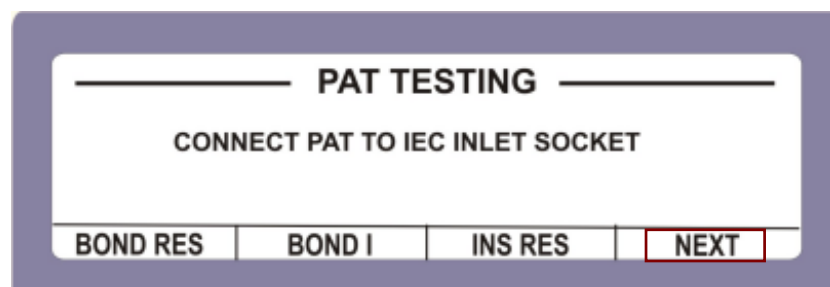 PAT TESTING
CONNECT PAT TO IEC INLET SOCKET
BOND RES BOND I INS RES NEXT